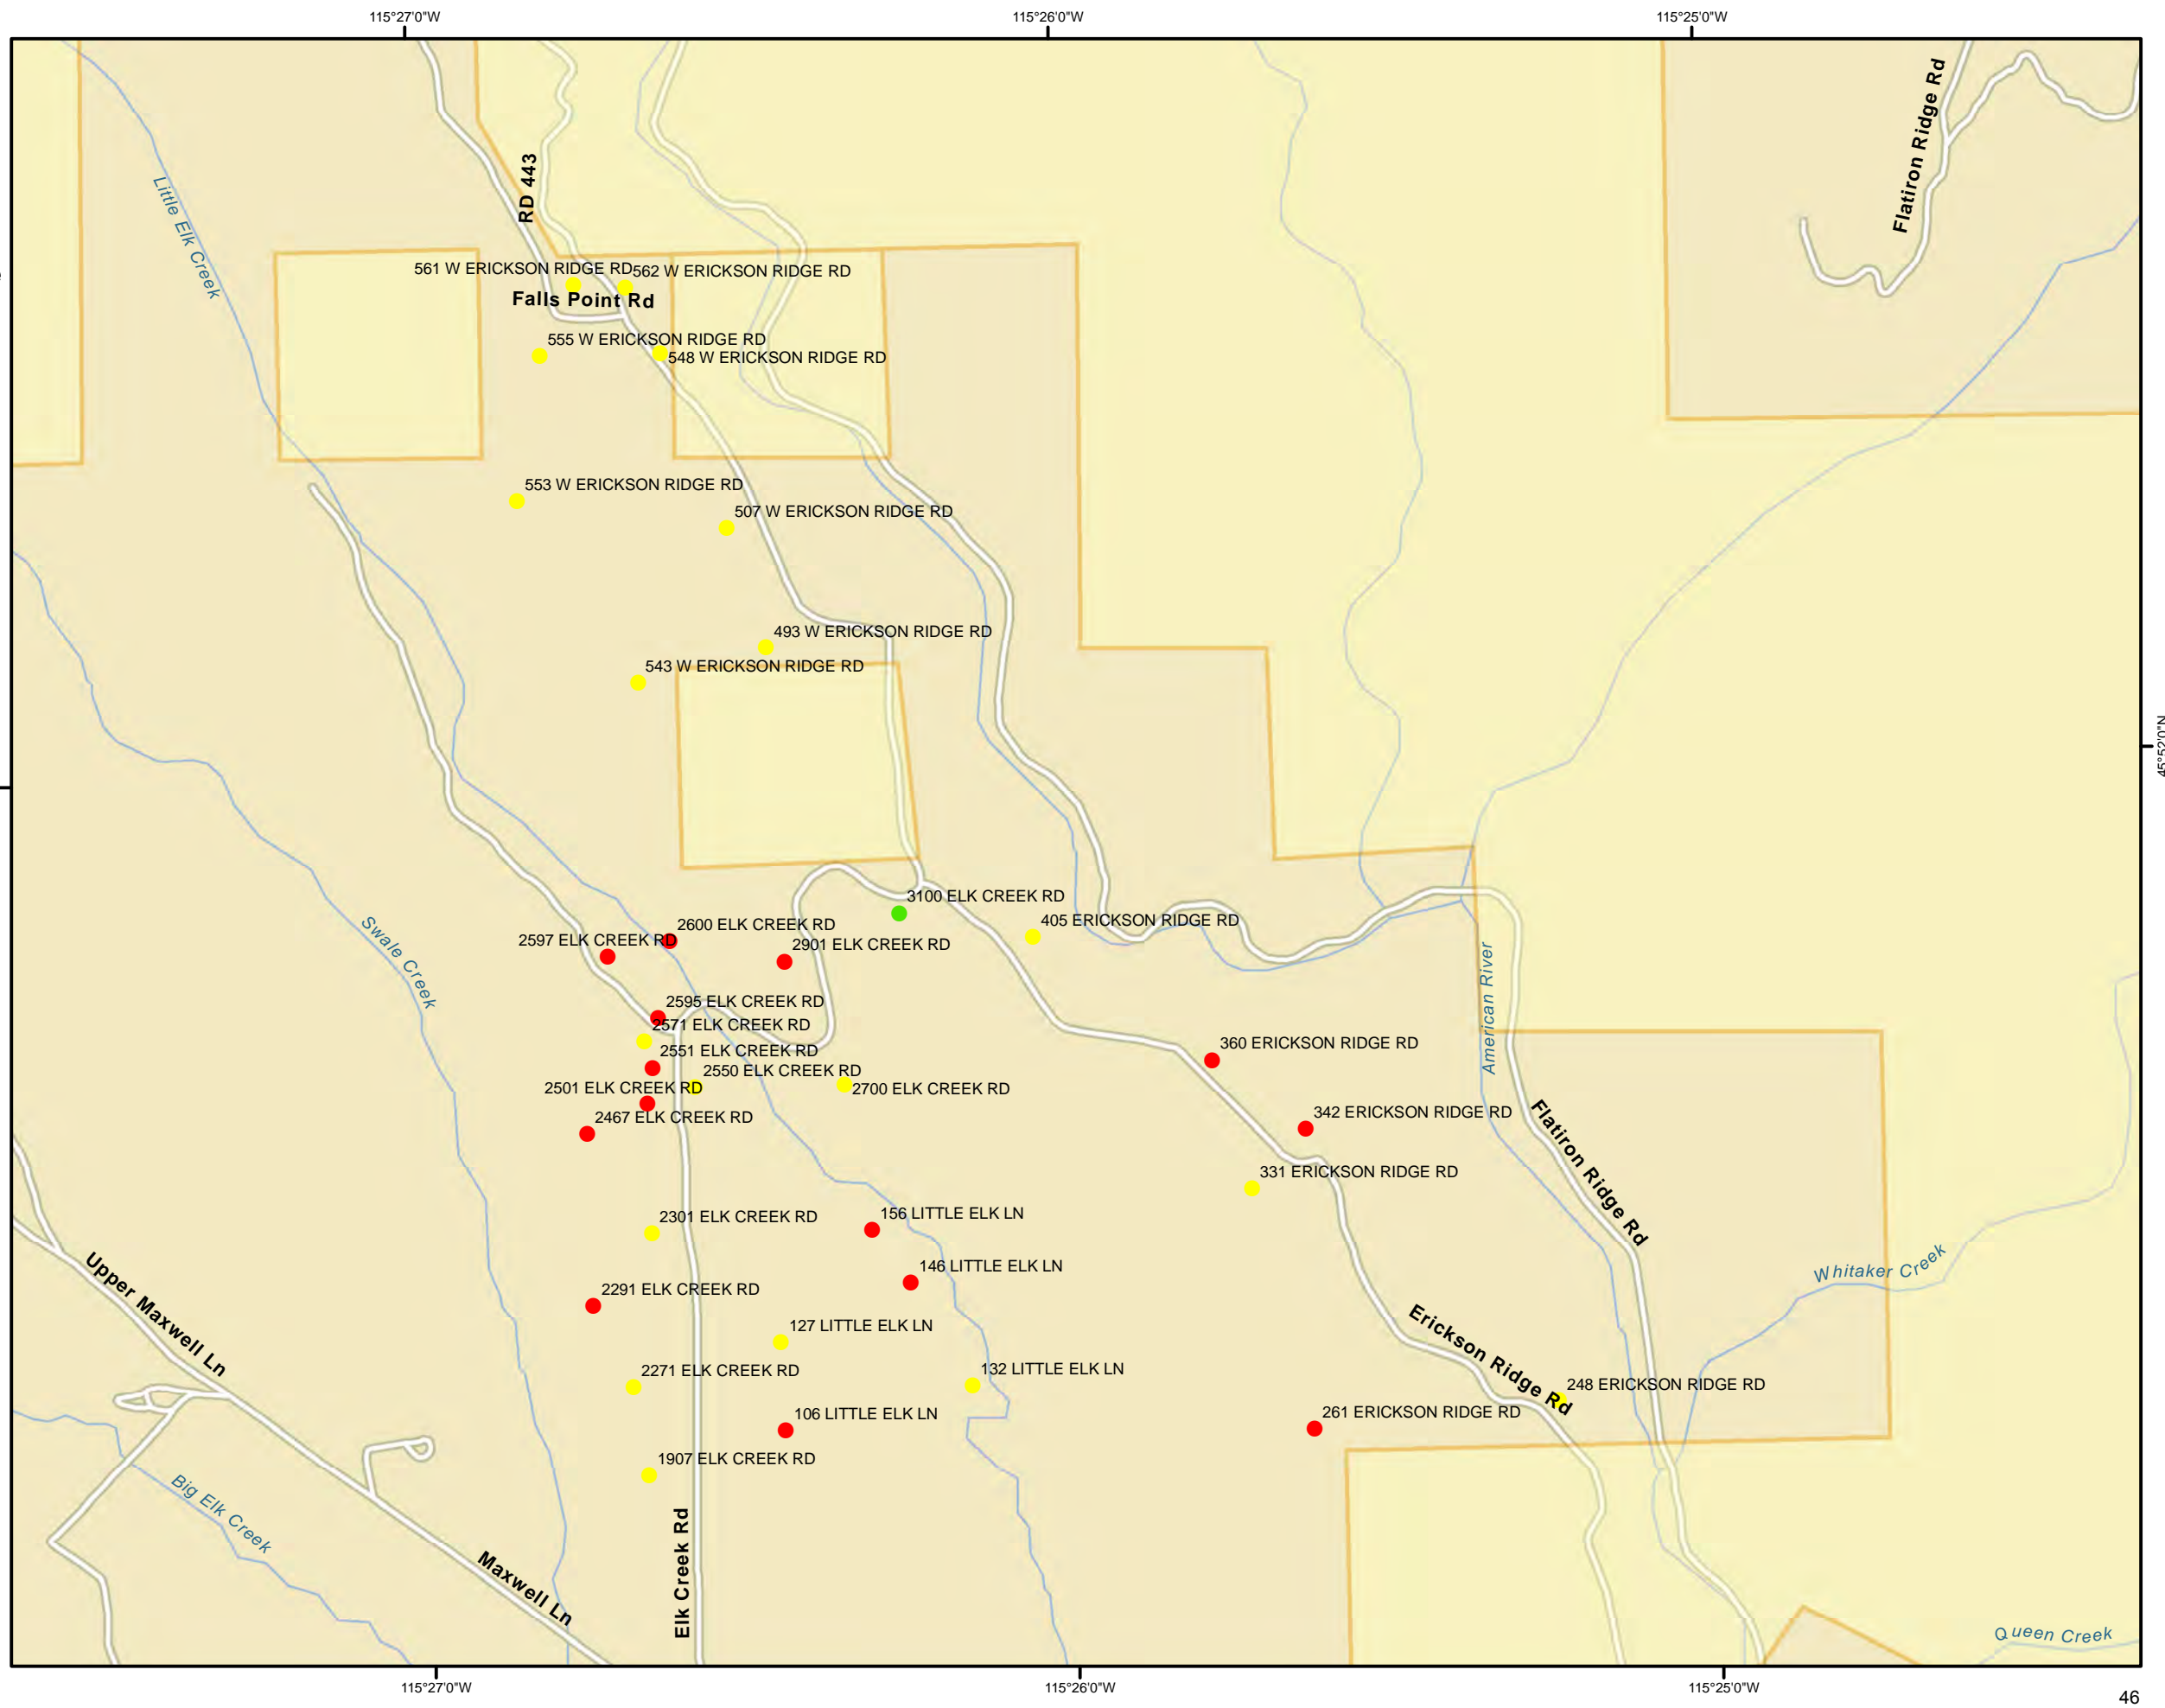 115°27'0"W
115°26'0"W
115°25'0"W
Flatiron Ridge Rd
RD 443
Little Elk Creek
561 W ERICKSON RIDGE RD
562 W ERICKSON RIDGE RD
Falls Point Rd
555 W ERICKSON RIDGE RD
548 W ERICKSON RIDGE RD
553 W ERICKSON RIDGE RD
507 W ERICKSON RIDGE RD
493 W ERICKSON RIDGE RD
543 W ERICKSON RIDGE RD
45°52'0"N
3100 ELK CREEK RD
405 ERICKSON RIDGE RD
2600 ELK CREEK RD
2597 ELK CREEK RD
2901 ELK CREEK RD
Swale Creek
American River
2595 ELK CREEK RD
2571 ELK CREEK RD
2551 ELK CREEK RD
2550 ELK CREEK RD
2501 ELK CREEK RD
2700 ELK CREEK RD
2467 ELK CREEK RD
360 ERICKSON RIDGE RD
342 ERICKSON RIDGE RD
331 ERICKSON RIDGE RD
Flatiron Ridge Rd
2301 ELK CREEK RD
156 LITTLE ELK LN
146 LITTLE ELK LN
Whitaker Creek
2291 ELK CREEK RD
Upper Maxwell Ln
127 LITTLE ELK LN
Erickson Ridge Rd
2271 ELK CREEK RD
132 LITTLE ELK LN
248 ERICKSON RIDGE RD
106 LITTLE ELK LN
261 ERICKSON RIDGE RD
1907 ELK CREEK RD
Big Elk Creek
Elk Creek Rd
Maxwell Ln
Queen Creek
115°27'0"W
115°26'0"W
115°25'0"W
46